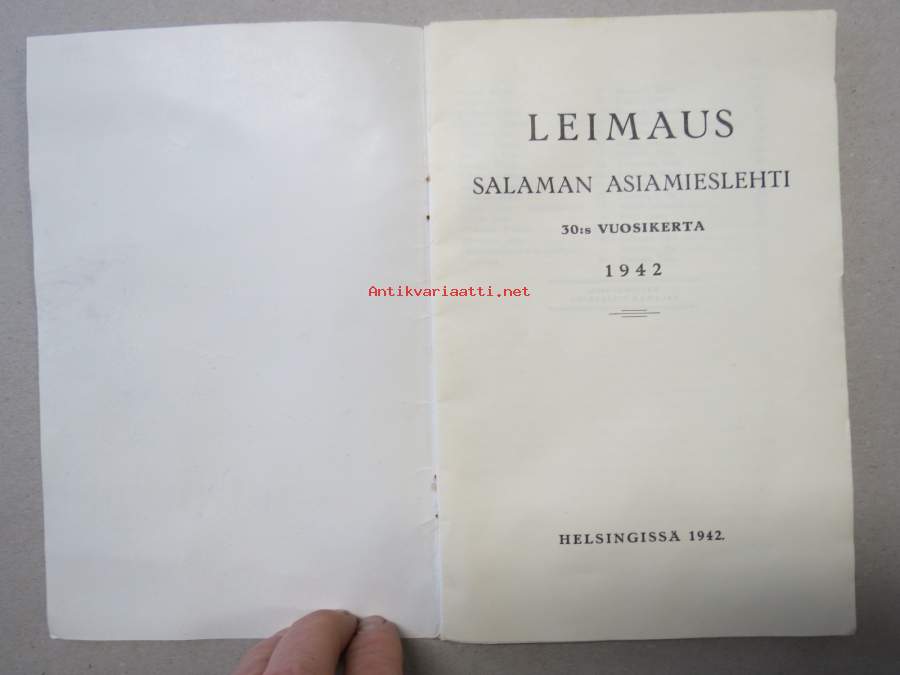 LEIMAUS
SALAMAN ASIAMIESLEHTI
30:s VUOSIKERTA
1942
Antikvariaatti.net
HELSINGISSÄ 1942.